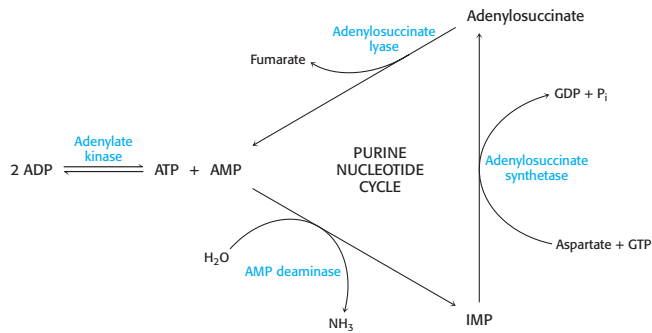 Adenylosuccinate
Adenylosuccinate
lyase
Fumarate
GDP + Pi
Adenylate
kinase
2 ADP
ATP + AMP
PURINE
NUCLEOTIDE
CYCLE
Adenylosuccinate
synthetase
H₂O
AMP deaminase
Aspartate + GTP
NH₃
IMP